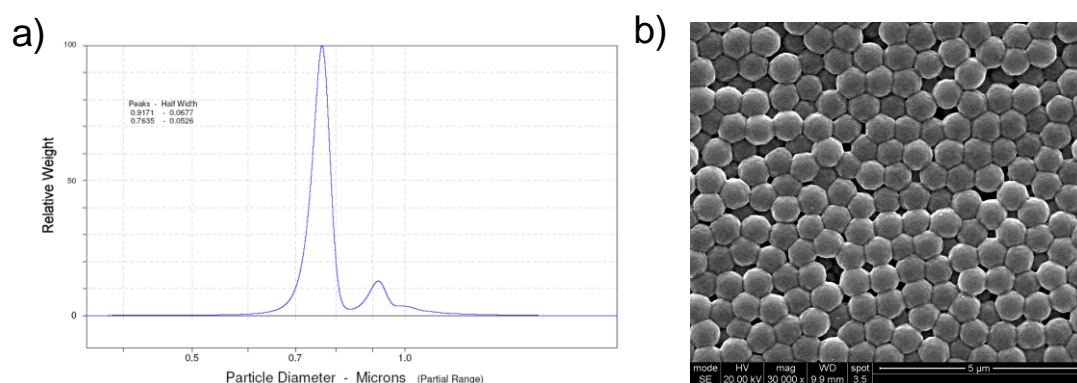 a)
100
Peaks - Half Width
0.9171 - 0.0677
0.7635 - 0.0526
Relative Weight
50
0
0.5 0.7 1.0
Particle Diameter - Microns (Partial Range)
b)
mode HV mag WD spot 5 µm
SE 20.00 kV 30 000 x 9.9 mm 3.5